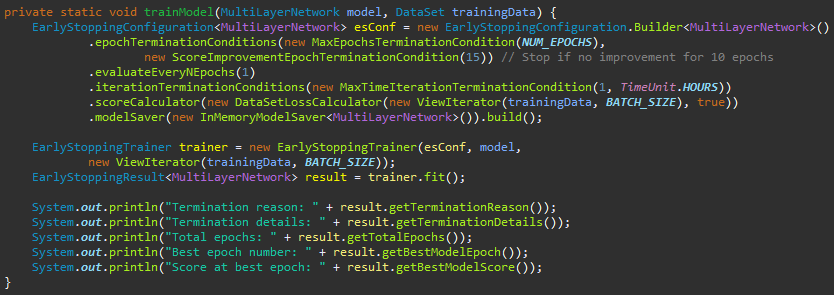 private static void trainModel(MultiLayerNetwork model, DataSet trainingData) {
EarlyStoppingConfiguration<MultiLayerNetwork> esConf = new EarlyStoppingConfiguration.Builder<MultiLayerNetwork>()
.epochTerminationConditions(new MaxEpochsTerminationCondition(NUM_EPOCHS),
new ScoreImprovementEpochTerminationCondition(15)) // Stop if no improvement for 10 epochs
.evaluateEveryNEpochs(1)
.iterationTerminationConditions(new MaxTimeIterationTerminationCondition(1, TimeUnit.HOURS))
.scoreCalculator(new DataSetLossCalculator(new ViewIterator(trainingData, BATCH_SIZE), true))
.modelSaver(new InMemoryModelSaver<MultiLayerNetwork>()).build();
EarlyStoppingTrainer trainer = new EarlyStoppingTrainer(esConf, model,
new ViewIterator(trainingData, BATCH_SIZE));
EarlyStoppingResult<MultiLayerNetwork> result = trainer.fit();
System.out.println("Termination reason: " + result.getTerminationReason());
System.out.println("Termination details: " + result.getTerminationDetails());
System.out.println("Total epochs: " + result.getTotalEpochs());
System.out.println("Best epoch number: " + result.getBestModelEpoch());
System.out.println("Score at best epoch: " + result.getBestModelScore());
}